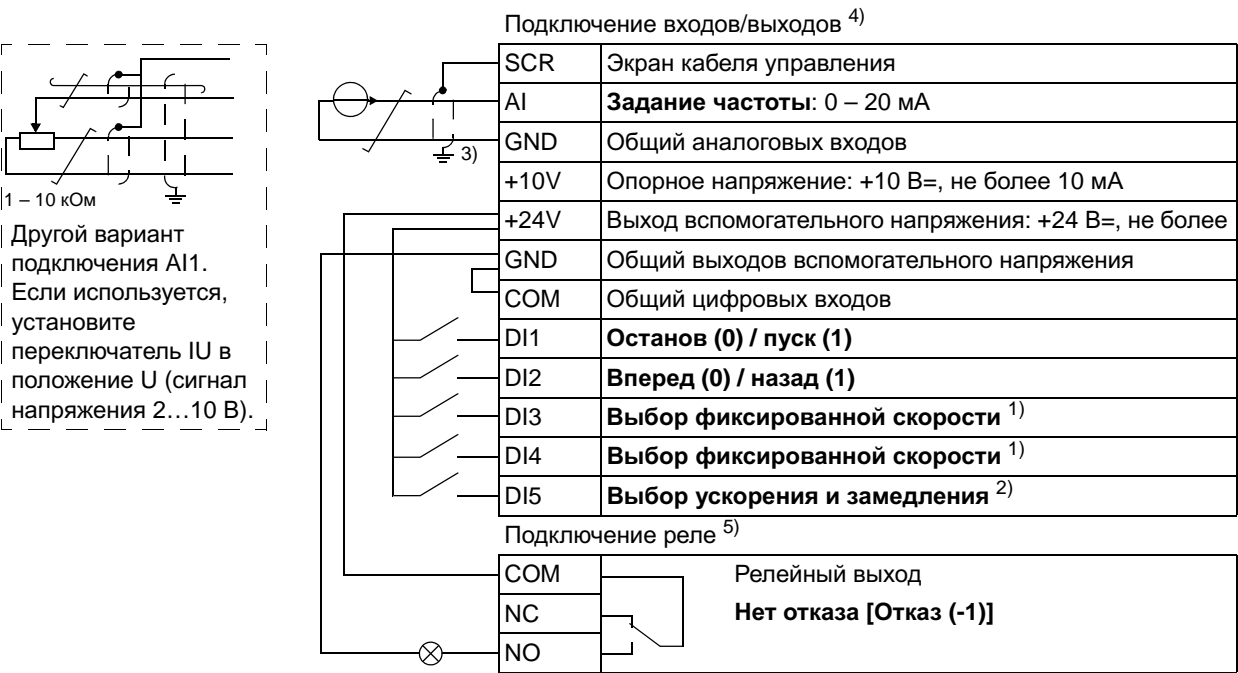 Подключение входов/выходов 4)
SCR Экран кабеля управления
AI Задание частоты: 0 – 20 мА
GND Общий аналоговых входов
3)
+10V Опорное напряжение: +10 В=, не более 10 мА
+24V Выход вспомогательного напряжения: +24 В=, не более
GND Общий выходов вспомогательного напряжения
COM Общий цифровых входов
DI1 Останов (0) / пуск (1)
DI2 Вперед (0) / назад (1)
DI3 Выбор фиксированной скорости 1)
DI4 Выбор фиксированной скорости 1)
DI5 Выбор ускорения и замедления 2)
1 – 10 кОм
Другой вариант
подключения AI1.
Если используется,
установите
переключатель IU в
положение U (сигнал
напряжения 2…10 В).
Подключение реле 5)
COM Релейный выход
NC Нет отказа [Отказ (-1)]
NO